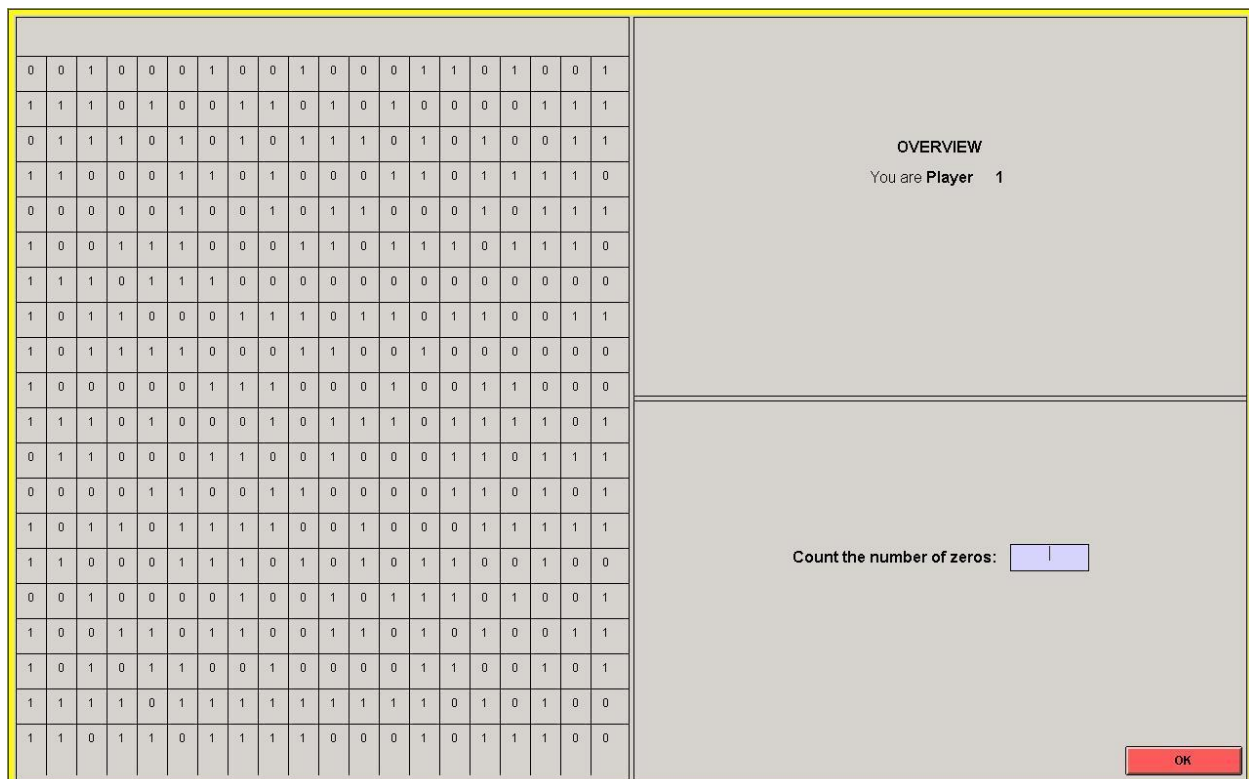 0 0 1 0 0 0 1 0 0 1 0 0 0 1 1 0 1 0 0 1
1 1 1 0 1 0 0 1 1 0 1 0 1 0 0 0 0 1 1 1
0 1 1 1 0 1 0 1 0 1 1 1 0 1 0 1 0 0 1 1
1 1 0 0 0 1 1 0 1 0 0 0 1 1 0 1 1 1 1 0
0 0 0 0 0 1 0 0 1 0 1 1 0 0 0 1 0 1 1 1
1 0 0 1 1 1 0 0 0 1 1 0 1 1 1 0 1 1 1 0
1 1 1 0 1 1 1 0 0 0 0 0 0 0 0 0 0 0 0 0
1 0 1 1 0 0 0 1 1 1 0 1 1 0 1 1 0 0 1 1
1 0 1 1 1 1 0 0 0 1 1 0 0 1 0 0 0 0 0 0
1 0 0 0 0 0 1 1 1 0 0 0 1 0 0 1 1 0 0 0
1 1 1 0 1 0 0 0 1 0 1 1 1 0 1 1 1 1 0 1
0 1 1 0 0 0 1 1 0 0 1 0 0 0 1 1 0 1 1 1
0 0 0 0 1 1 0 0 1 1 0 0 0 0 1 1 0 1 0 1
1 0 1 1 0 1 1 1 1 0 0 1 0 0 0 1 1 1 1 1
1 1 0 0 0 1 1 1 0 1 0 1 0 1 1 0 0 1 0 0
0 0 1 0 0 0 0 1 0 0 1 0 1 1 1 0 1 0 0 1
1 0 0 1 1 0 1 1 0 0 1 1 0 1 0 1 0 0 1 1
1 0 1 0 1 1 0 0 1 0 0 0 0 1 1 0 0 1 0 1
1 1 1 1 0 1 1 1 1 1 1 1 1 1 0 1 0 1 0 0
1 1 0 1 1 0 1 1 1 1 0 0 0 1 0 1 1 1 0 0
OVERVIEW
You are Player 1
Count the number of zeros:
OK